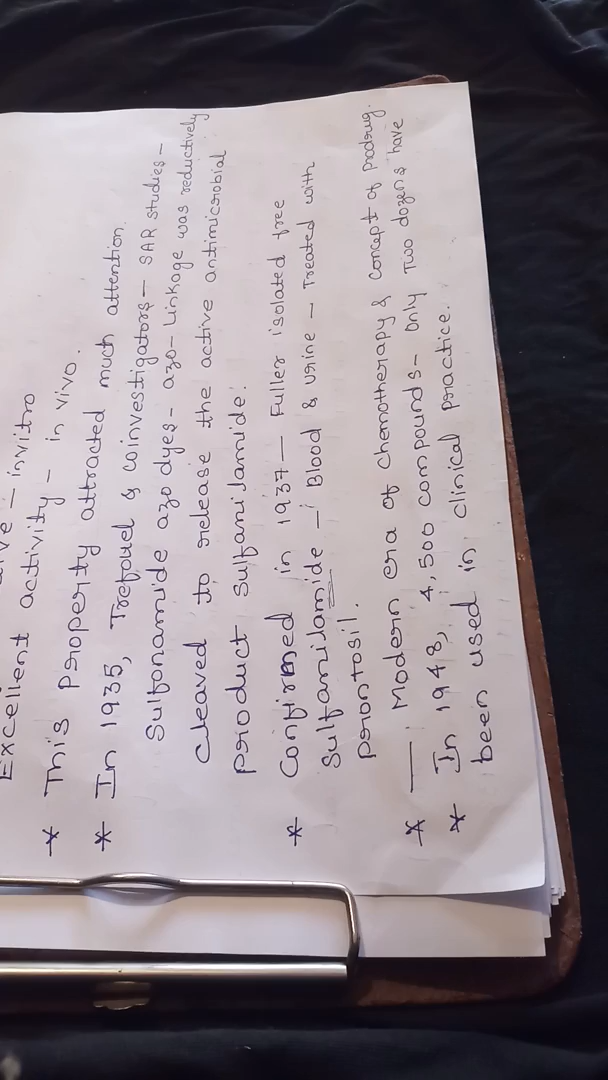 – invitro
Excellent activity – in vivo.
* This property attracted much attention.
* In 1935, Trefouel & coinvestigators – SAR studies –
Sulfonamide azo dyes – azo – linkage was reductively
cleaved to release the active antimicrobial
product sulfanilamide:
* Confirmed in 1937 – Fuller isolated free
Sulfanilamide – Blood & urine – Treated with
prontosil.
* — Modern era of chemotherapy & concept of prodrug.
* In 1948, 4,500 compounds – only Two dozens have
been used in clinical practice.